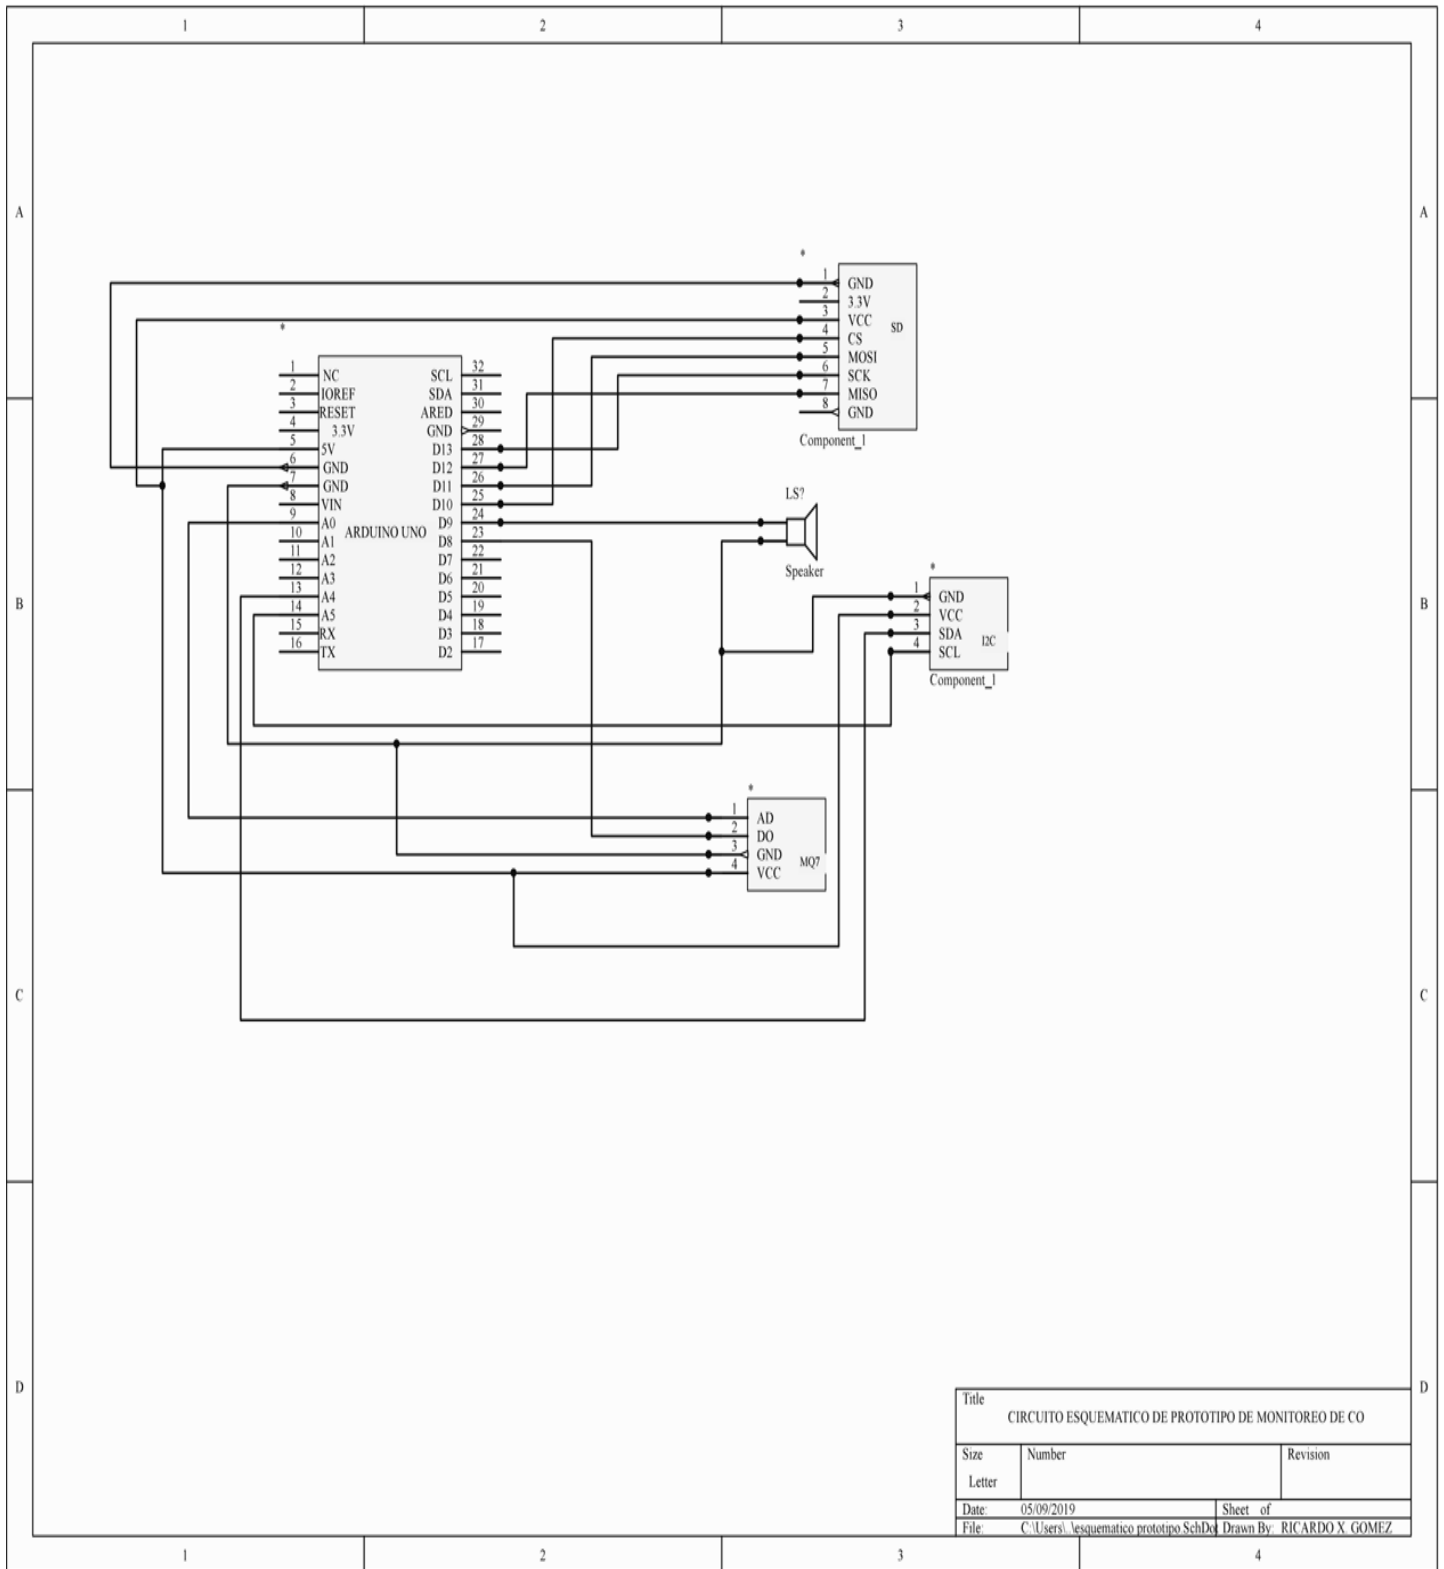 1 2 3 4
A A
B B
C C
D D
*
1 GND
2 3.3V
3 VCC
4 CS
5 MOSI
6 SCK
7 MISO
8 GND
SD
Component_1
*
1 NC
2 IOREF
3 RESET
4 3.3V
5 5V
6 GND
7 GND
8 VIN
9 A0
10 A1
11 A2
12 A3
13 A4
14 A5
15 RX
16 TX
ARDUINO UNO
SCL 32
SDA 31
ARED 30
GND 29
D13 28
D12 27
D11 26
D10 25
D9 24
D8 23
D7 22
D6 21
D5 20
D4 19
D3 18
D2 17
LS?
Speaker
*
1 GND
2 VCC
3 SDA
4 SCL
I2C
Component_1
*
1 AD
2 DO
3 GND
4 VCC
MQ7
Title
CIRCUITO ESQUEMATICO DE PROTOTIPO DE MONITOREO DE CO
Size Number Revision
Letter
Date: 05/09/2019 Sheet of
File: C:\Users\..\esquematico prototipo.SchDoc Drawn By: RICARDO X. GOMEZ
1 2 3 4